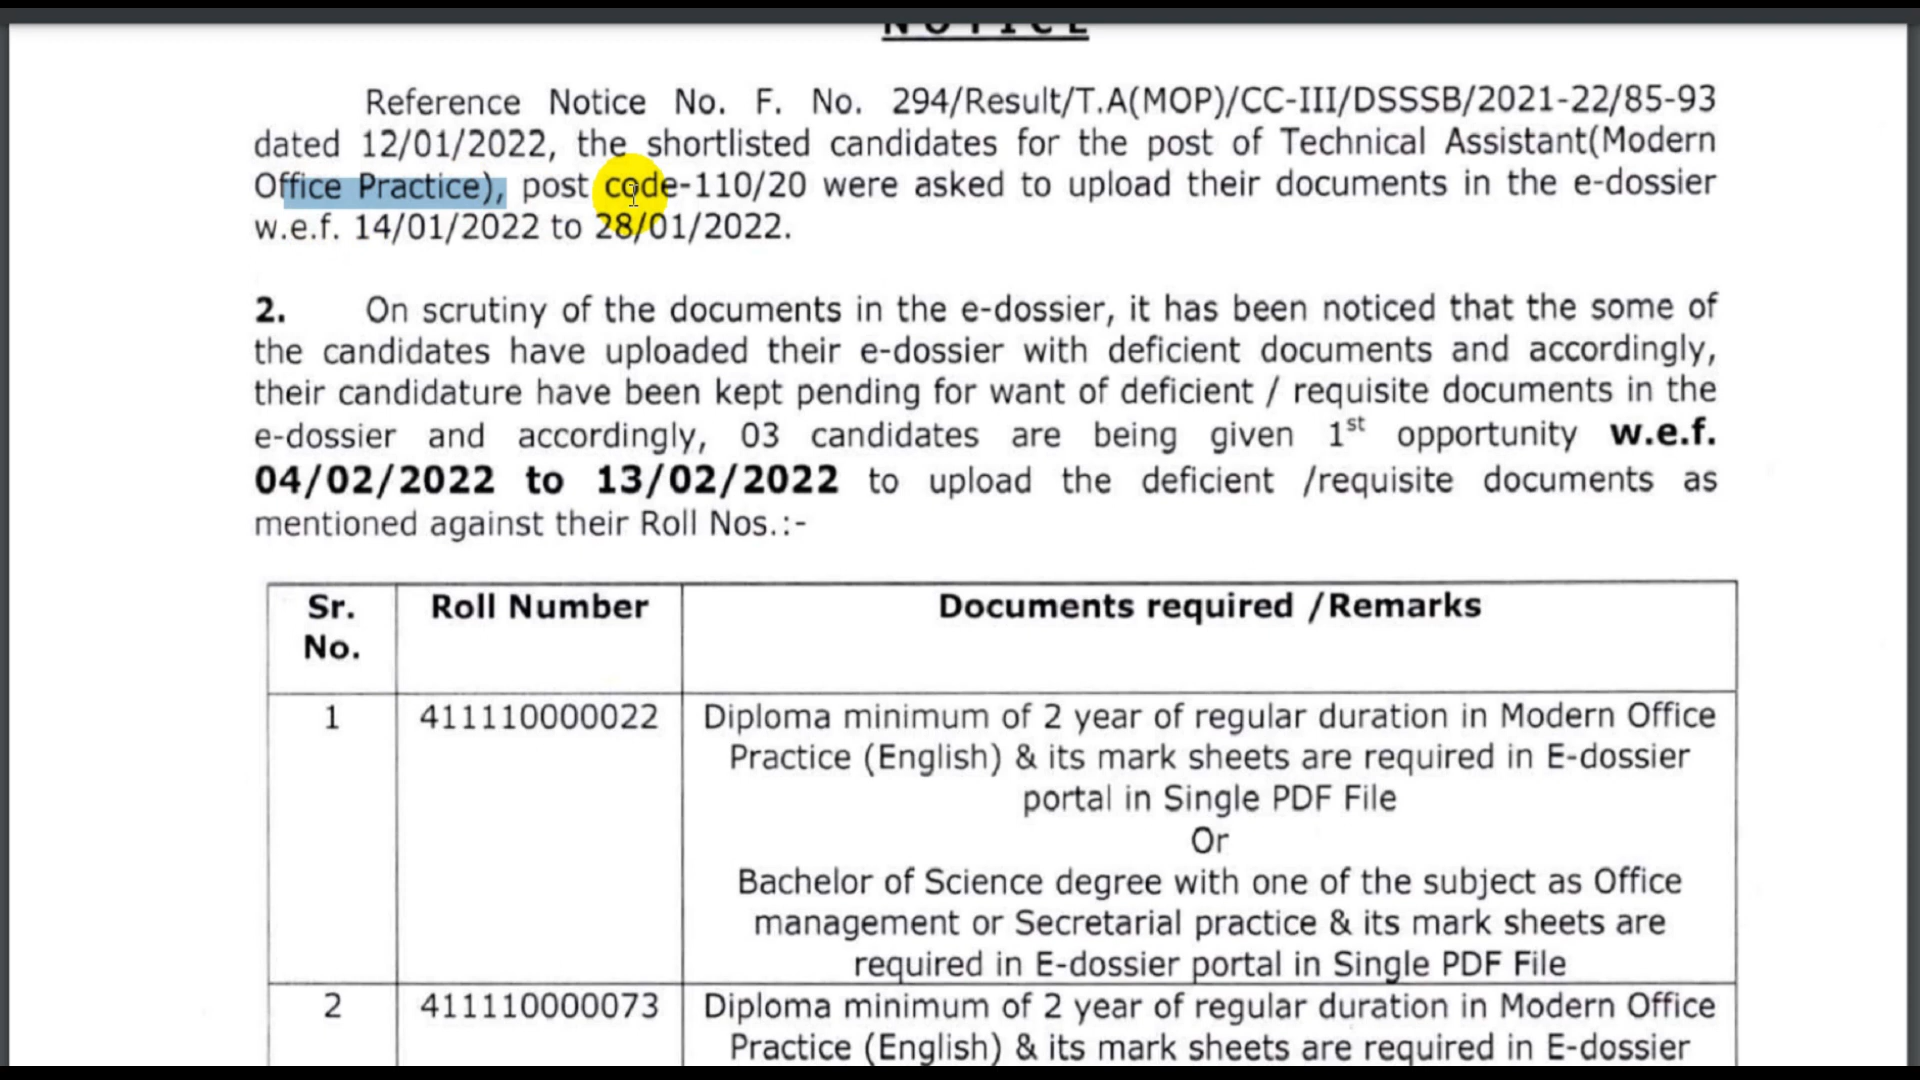 NOTICE
Reference Notice No. F. No. 294/Result/T.A(MOP)/CC-III/DSSSB/2021-22/85-93
dated 12/01/2022, the shortlisted candidates for the post of Technical Assistant(Modern
Office Practice), post code-110/20 were asked to upload their documents in the e-dossier
w.e.f. 14/01/2022 to 28/01/2022.
2. On scrutiny of the documents in the e-dossier, it has been noticed that the some of
the candidates have uploaded their e-dossier with deficient documents and accordingly,
their candidature have been kept pending for want of deficient / requisite documents in the
e-dossier and accordingly, 03 candidates are being given 1st opportunity w.e.f.
04/02/2022 to 13/02/2022 to upload the deficient /requisite documents as
mentioned against their Roll Nos.:-
Sr. Roll Number Documents required /Remarks
No.
1 411110000022 Diploma minimum of 2 year of regular duration in Modern Office
Practice (English) & its mark sheets are required in E-dossier
portal in Single PDF File
Or
Bachelor of Science degree with one of the subject as Office
management or Secretarial practice & its mark sheets are
required in E-dossier portal in Single PDF File
2 411110000073 Diploma minimum of 2 year of regular duration in Modern Office
Practice (English) & its mark sheets are required in E-dossier